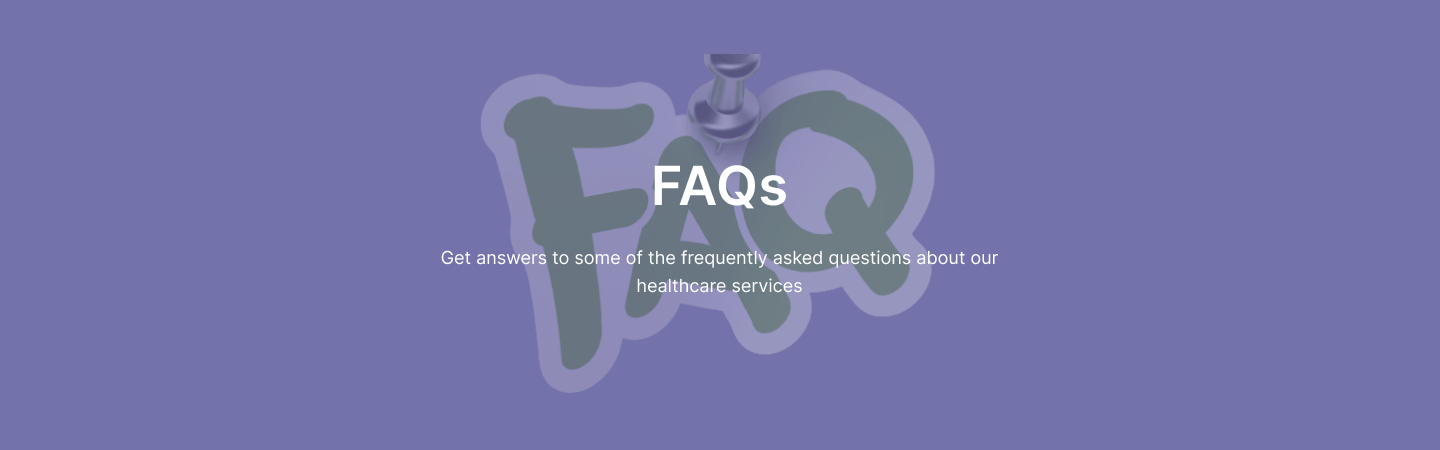 FAQ
FAQs
Get answers to some of the frequently asked questions about our
healthcare services